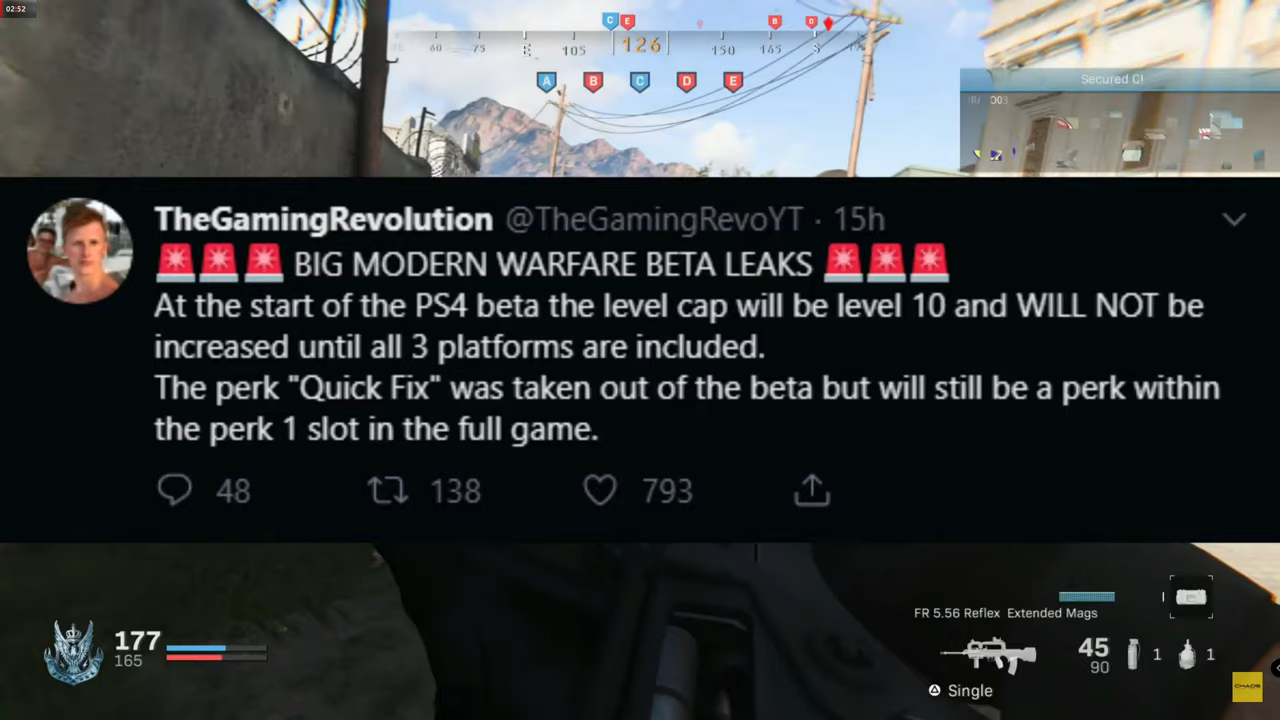 02:52
C E B D
60 75 E 105 126 150 165 S
A B C D E
Secured C!
TheGamingRevolution @TheGamingRevoYT · 15h
🚨🚨🚨 BIG MODERN WARFARE BETA LEAKS 🚨🚨🚨
At the start of the PS4 beta the level cap will be level 10 and WILL NOT be
increased until all 3 platforms are included.
The perk "Quick Fix" was taken out of the beta but will still be a perk within
the perk 1 slot in the full game.
48 138 793
177
165
FR 5.56 Reflex Extended Mags
45
90
1 1
Single
CHAOS